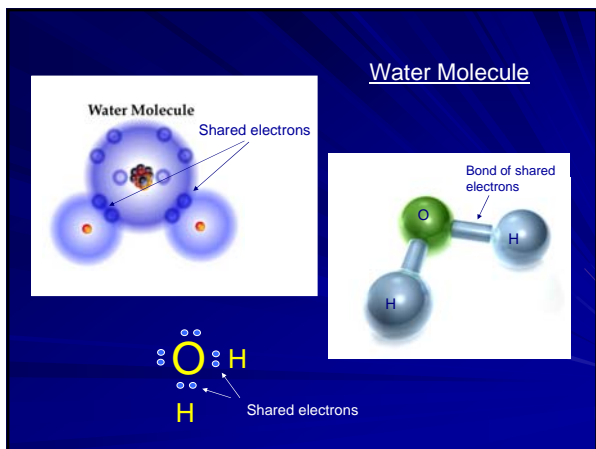 Water Molecule
Water Molecule
Shared electrons
Bond of shared
electrons
O
H
H
O H
H
Shared electrons